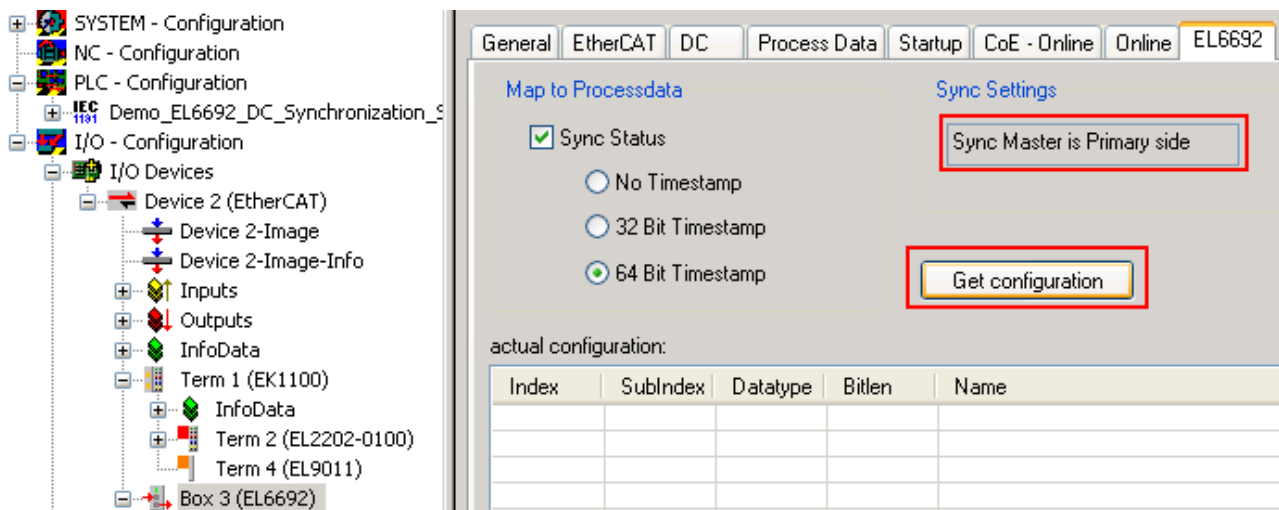 SYSTEM - Configuration
NC - Configuration
PLC - Configuration
IEC 1131 Demo_EL6692_DC_Synchronization_S
I/O - Configuration
I/O Devices
Device 2 (EtherCAT)
Device 2-Image
Device 2-Image-Info
Inputs
Outputs
InfoData
Term 1 (EK1100)
InfoData
Term 2 (EL2202-0100)
Term 4 (EL9011)
Box 3 (EL6692)
General EtherCAT DC Process Data Startup CoE - Online Online EL6692
Map to Processdata
Sync Status
No Timestamp
32 Bit Timestamp
64 Bit Timestamp
Sync Settings
Sync Master is Primary side
Get configuration
actual configuration:
Index SubIndex Datatype Bitlen Name